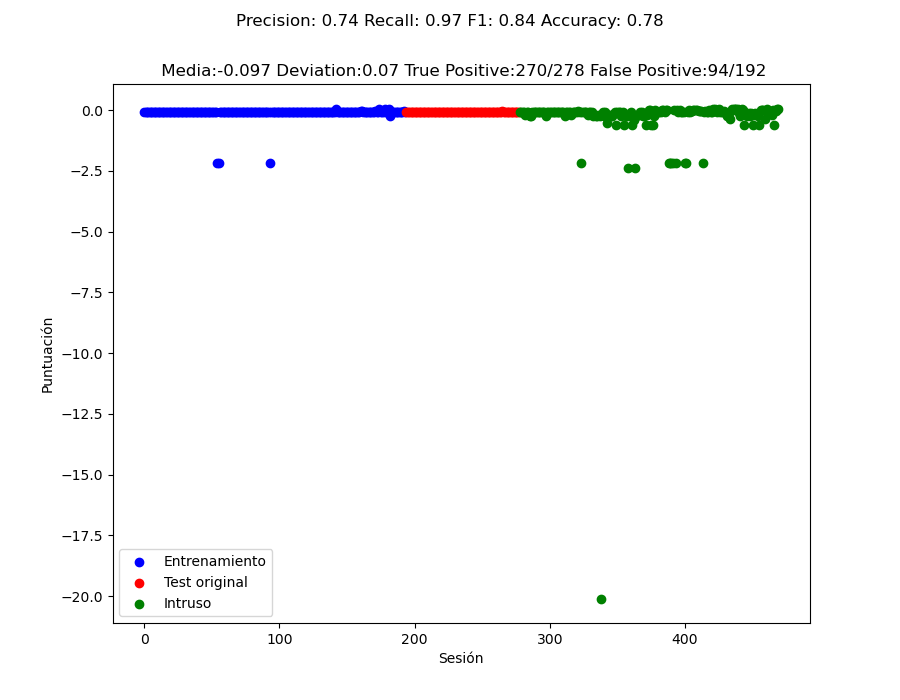 Precision: 0.74 Recall: 0.97 F1: 0.84 Accuracy: 0.78
Media:-0.097 Deviation:0.07 True Positive:270/278 False Positive:94/192
Puntuación
0.0
−2.5
−5.0
−7.5
−10.0
−12.5
−15.0
−17.5
−20.0
Entrenamiento
Test original
Intruso
0 100 200 300 400
Sesión